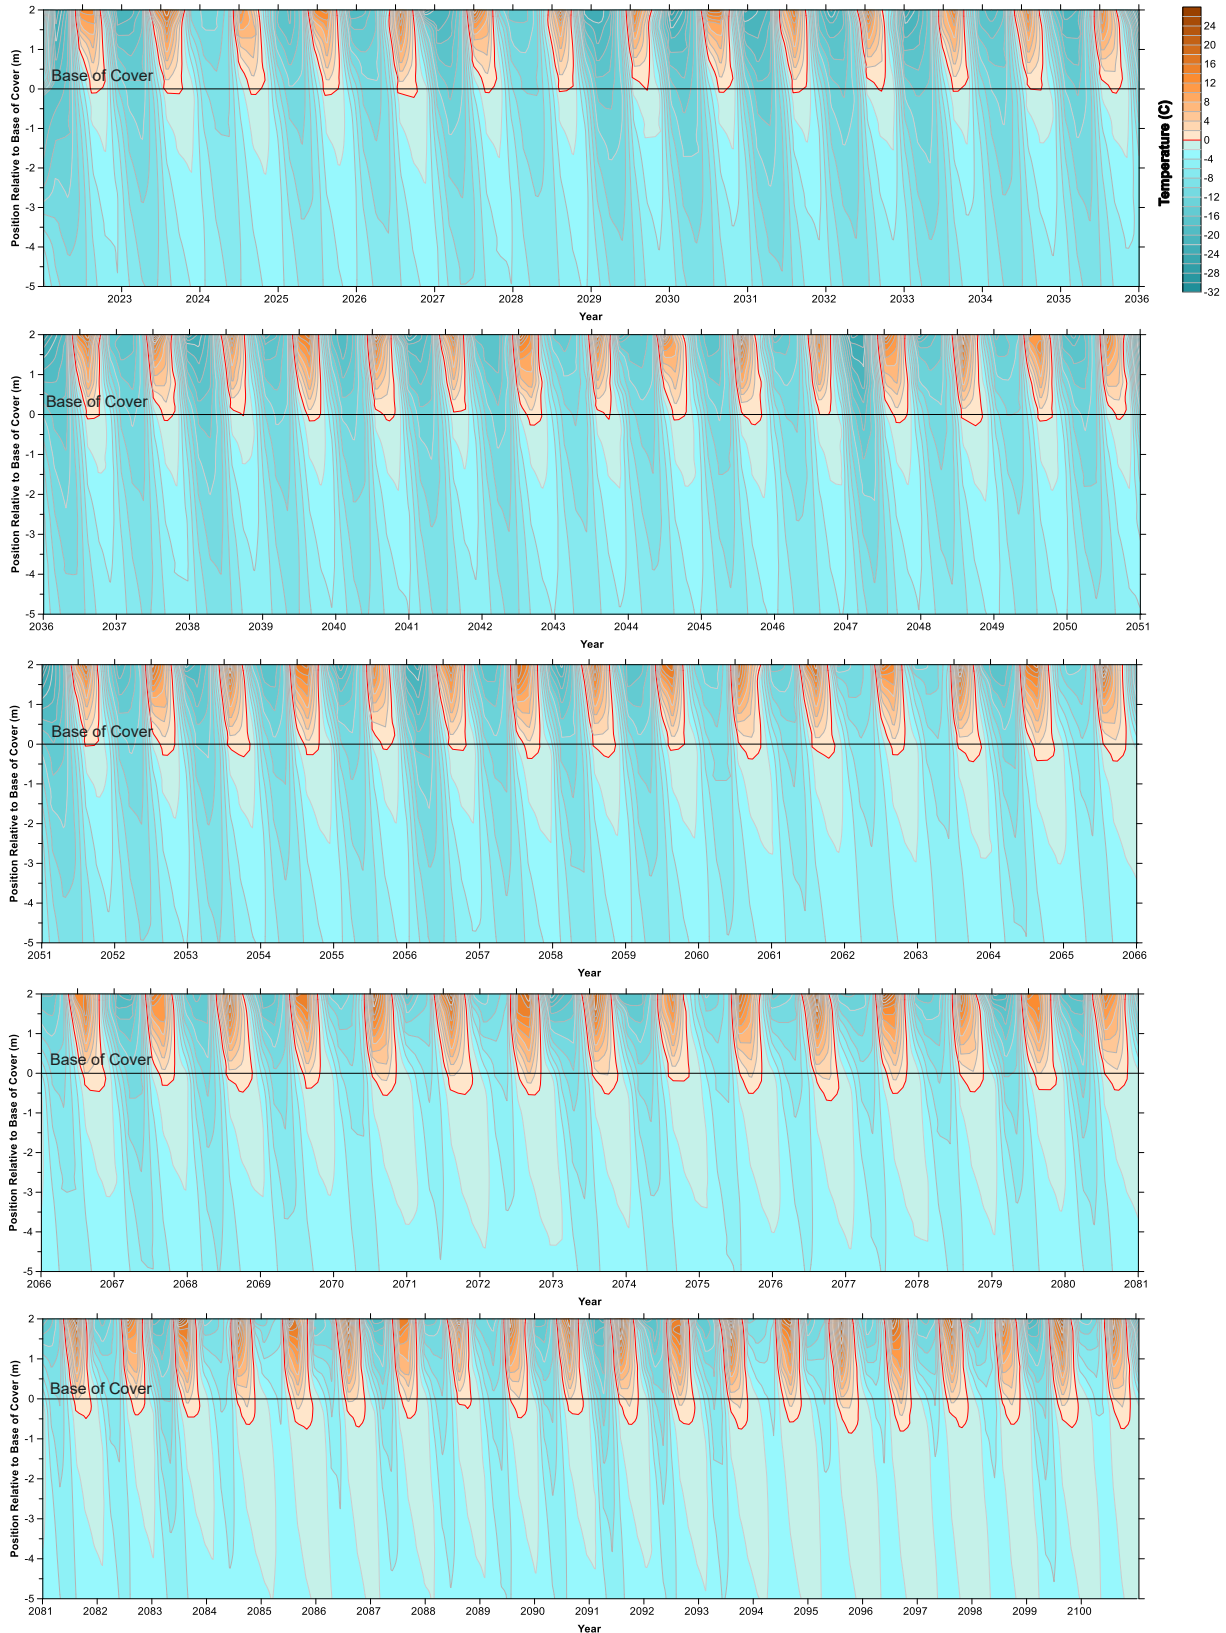 Position Relative to Base of Cover (m)
2
1
0
-1
-2
-3
-4
-5
Base of Cover
2023 2024 2025 2026 2027 2028 2029 2030 2031 2032 2033 2034 2035 2036
Year
Temperature (C)
24
20
16
12
8
4
0
-4
-8
-12
-16
-20
-24
-28
-32
Position Relative to Base of Cover (m)
2
1
0
-1
-2
-3
-4
-5
Base of Cover
2036 2037 2038 2039 2040 2041 2042 2043 2044 2045 2046 2047 2048 2049 2050 2051
Year
Position Relative to Base of Cover (m)
2
1
0
-1
-2
-3
-4
-5
Base of Cover
2051 2052 2053 2054 2055 2056 2057 2058 2059 2060 2061 2062 2063 2064 2065 2066
Year
Position Relative to Base of Cover (m)
2
1
0
-1
-2
-3
-4
-5
Base of Cover
2066 2067 2068 2069 2070 2071 2072 2073 2074 2075 2076 2077 2078 2079 2080 2081
Year
Position Relative to Base of Cover (m)
2
1
0
-1
-2
-3
-4
-5
Base of Cover
2081 2082 2083 2084 2085 2086 2087 2088 2089 2090 2091 2092 2093 2094 2095 2096 2097 2098 2099 2100
Year